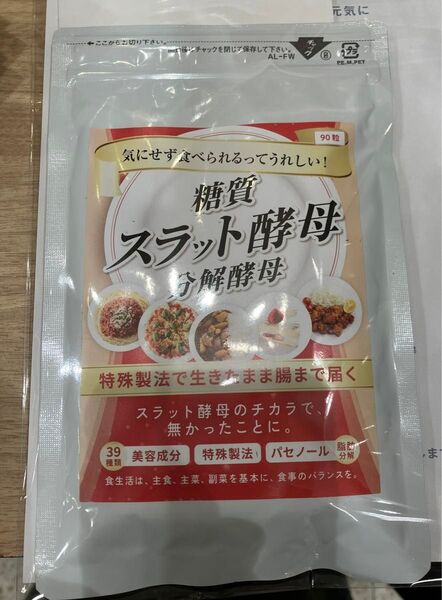 元気に
← ここからお切り下さい。
チャックを閉じて保存して下さい。
AL-FW
プラ
PE,M,PET
90粒
気にせず食べられるってうれしい!
糖質
スラット酵母
分解酵母
特殊製法で生きたまま腸まで届く
スラット酵母のチカラで、
無かったことに。
39種類 美容成分 特殊製法 パセノール 脂肪分解
食生活は、主食、主菜、副菜を基本に、食事のバランスを。